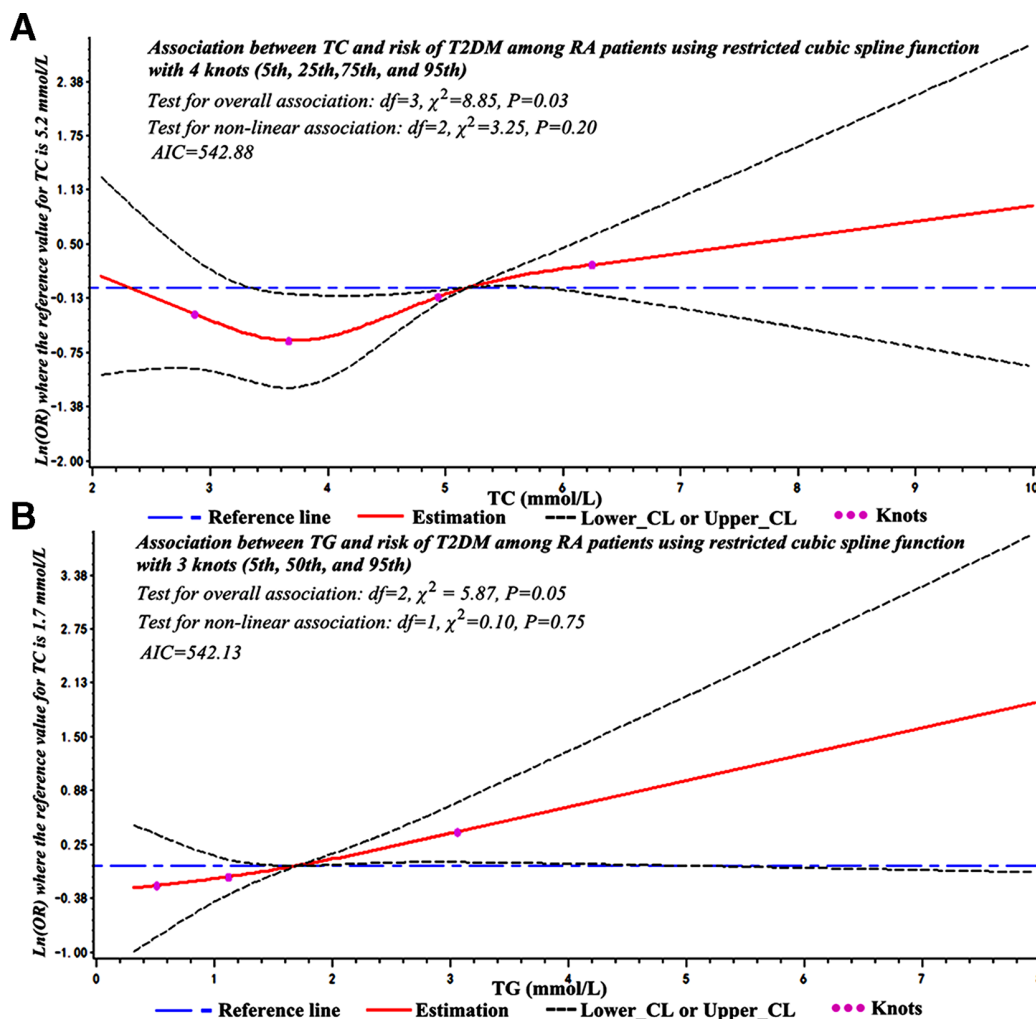 A
Association between TC and risk of T2DM among RA patients using restricted cubic spline function
with 4 knots (5th, 25th,75th, and 95th)
Test for overall association: df=3, χ²=8.85, P=0.03
Test for non-linear association: df=2, χ²=3.25, P=0.20
AIC=542.88
Ln(OR) where the reference value for TC is 5.2 mmol/L
2.38
1.75
1.13
0.50
-0.13
-0.75
-1.38
-2.00
2 3 4 5 6 7 8 9 10
TC (mmol/L)
Reference line Estimation Lower_CL or Upper_CL Knots
B
Association between TG and risk of T2DM among RA patients using restricted cubic spline function
with 3 knots (5th, 50th, and 95th)
Test for overall association: df=2, χ² = 5.87, P=0.05
Test for non-linear association: df=1, χ²=0.10, P=0.75
AIC=542.13
Ln(OR) where the reference value for TC is 1.7 mmol/L
3.38
2.75
2.13
1.50
0.88
0.25
-0.38
-1.00
0 1 2 3 4 5 6 7 8
TG (mmol/L)
Reference line Estimation Lower_CL or Upper_CL Knots